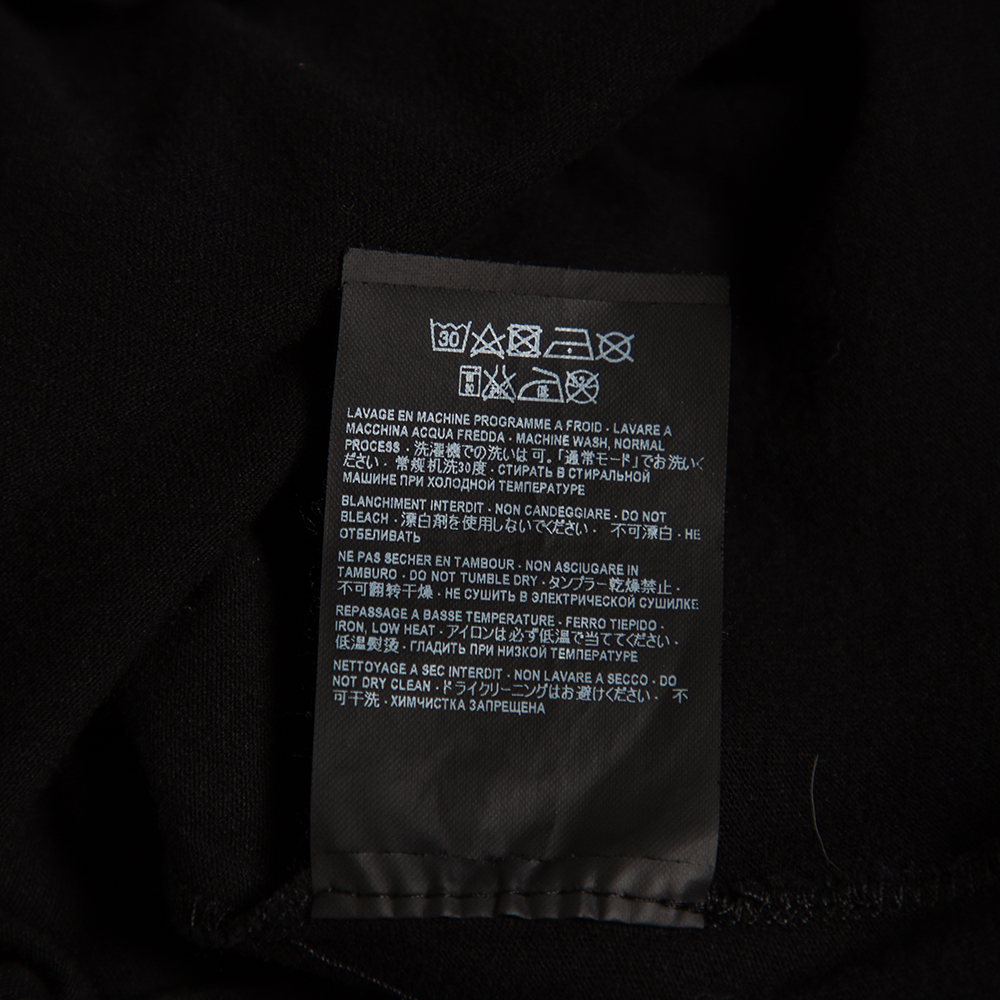 30
LAVAGE EN MACHINE PROGRAMME A FROID - LAVARE A
MACCHINA ACQUA FREDDA - MACHINE WASH, NORMAL
PROCESS - 洗濯機での洗いは可。「通常モード」でお洗いく
ださい - 常规机洗30度 - СТИРАТЬ В СТИРАЛЬНОЙ
МАШИНЕ ПРИ ХОЛОДНОЙ ТЕМПЕРАТУРЕ
BLANCHIMENT INTERDIT - NON CANDEGGIARE - DO NOT
BLEACH - 漂白剤を使用しないでください - 不可漂白 - НЕ
ОТБЕЛИВАТЬ
NE PAS SECHER EN TAMBOUR - NON ASCIUGARE IN
TAMBURO - DO NOT TUMBLE DRY - タンブラー乾燥禁止 -
不可翻转干燥 - НЕ СУШИТЬ В ЭЛЕКТРИЧЕСКОЙ СУШИЛКЕ
REPASSAGE A BASSE TEMPERATURE - FERRO TIEPIDO -
IRON, LOW HEAT - アイロンは必ず低温で当ててください -
低温熨烫 - ГЛАДИТЬ ПРИ НИЗКОЙ ТЕМПЕРАТУРЕ
NETTOYAGE A SEC INTERDIT - NON LAVARE A SECCO - DO
NOT DRY CLEAN - ドライクリーニングはお避けください - 不
可干洗 - ХИМЧИСТКА ЗАПРЕЩЕНА